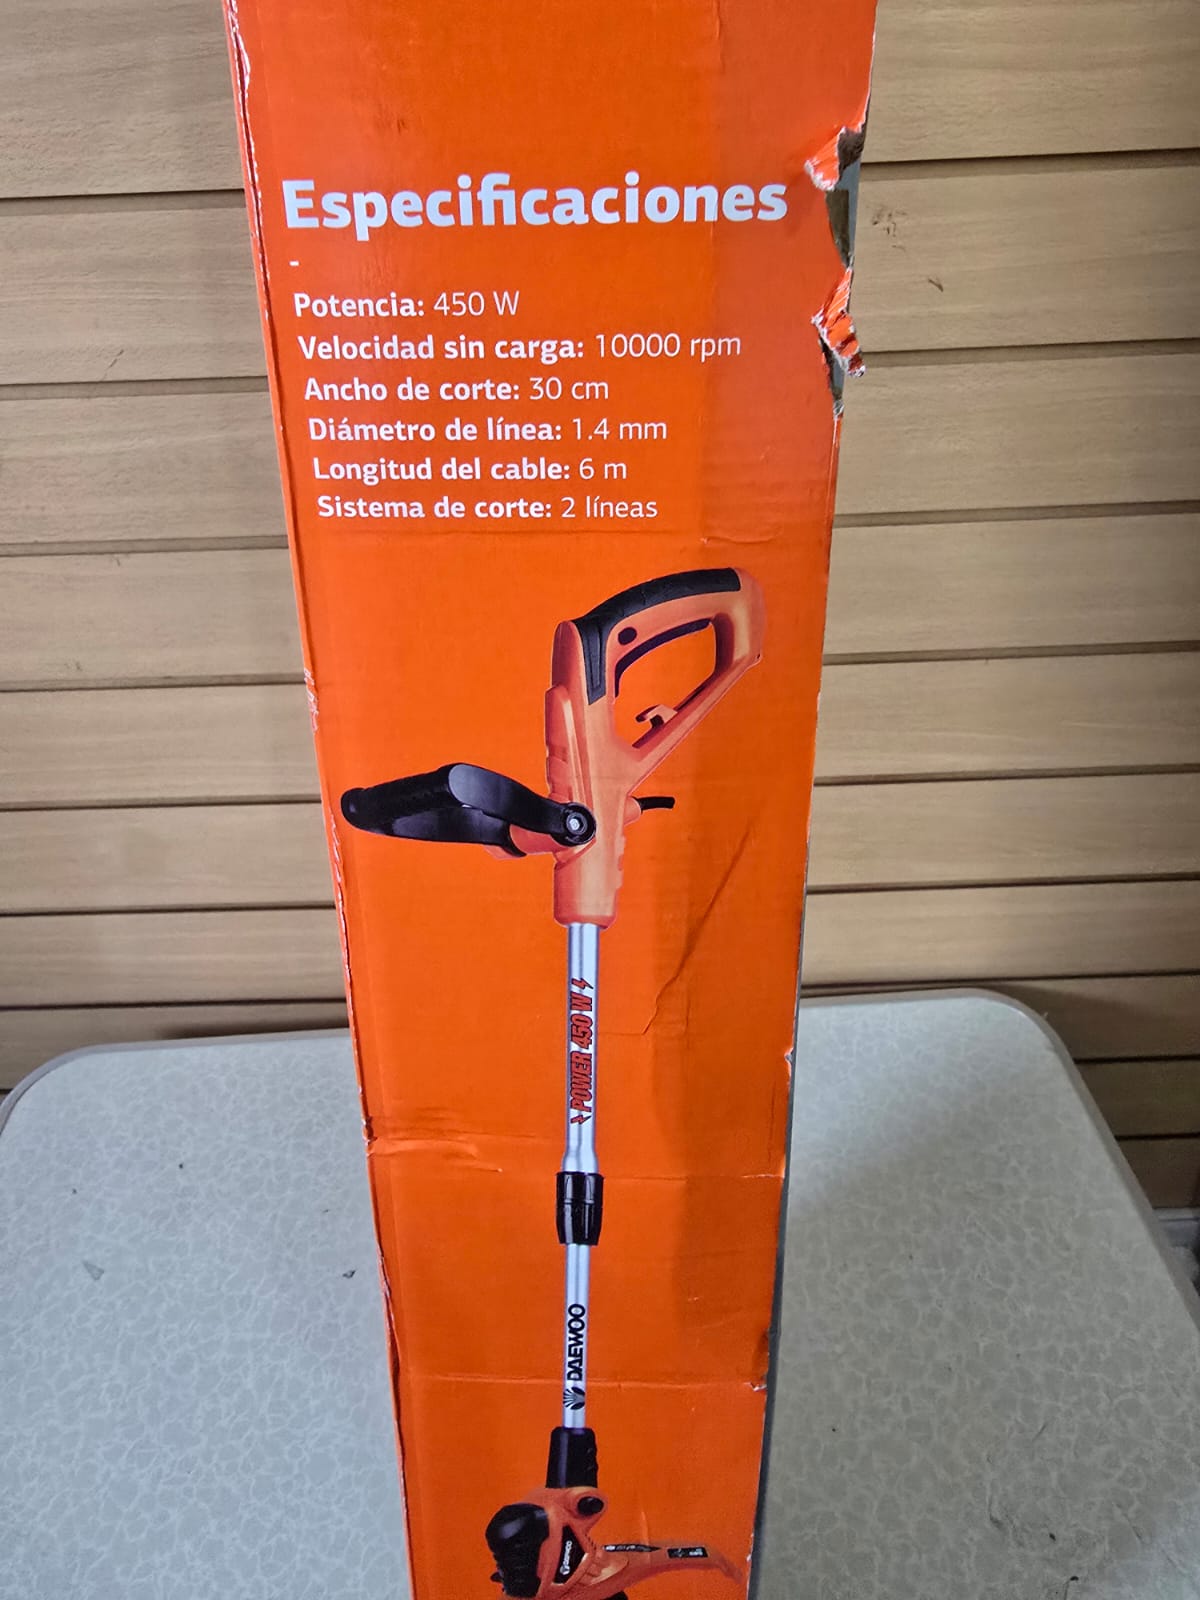 Especificaciones
-
Potencia: 450 W
Velocidad sin carga: 10000 rpm
Ancho de corte: 30 cm
Diámetro de línea: 1.4 mm
Longitud del cable: 6 m
Sistema de corte: 2 líneas
POWER 450 W
DAEWOO
DAEWOO